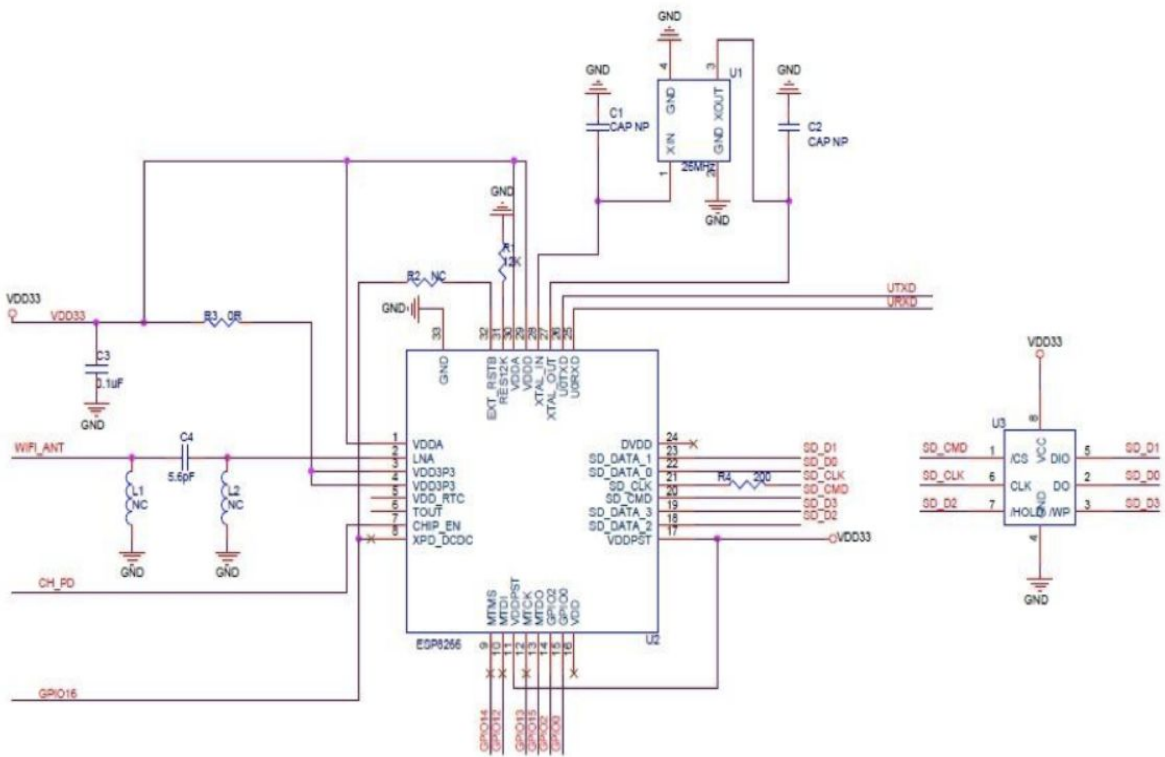 GND
GND
GND
4
3
U1
C1
CAP NP
GND
XOUT
C2
CAP NP
XIN
GND
26MHz
1
2
GND
GND
R1
12K
R2 NC
VDD33
VDD33
R3 0R
GND
UTXD
URXD
33
32
31
30
29
28
27
26
25
C3
0.1uF
GND
GND
EXT_RSTB
RES12K
VDDA
VDDD
XTAL_IN
XTAL_OUT
U0TXD
U0RXD
VDD33
WIFI_ANT
C4
5.6pF
L1
NC
L2
NC
GND
GND
1 VDDA
2 LNA
3 VDD3P3
4 VDD3P3
5 VDD_RTC
6 TOUT
7 CHIP_EN
8 XPD_DCDC
DVDD 24
SD_DATA_1 23 SD_D1
SD_DATA_0 22 SD_D0
SD_CLK 21 R4 200 SD_CLK
SD_CMD 20 SD_CMD
SD_DATA_3 19 SD_D3
SD_DATA_2 18 SD_D2
VDDPST 17 VDD33
U3
8
VCC
SD_CMD 1 /CS DIO 5 SD_D1
SD_CLK 6 CLK DO 2 SD_D0
SD_D2 7 /HOLD /WP 3 SD_D3
GND
4
GND
CH_PD
MTMS
MTDI
VDDPST
MTCK
MTDO
GPIO2
GPIO0
VDD
ESP8266
U2
9
10
11
12
13
14
15
16
GPIO16
GPIO14
GPIO12
GPIO13
GPIO15
GPIO2
GPIO0